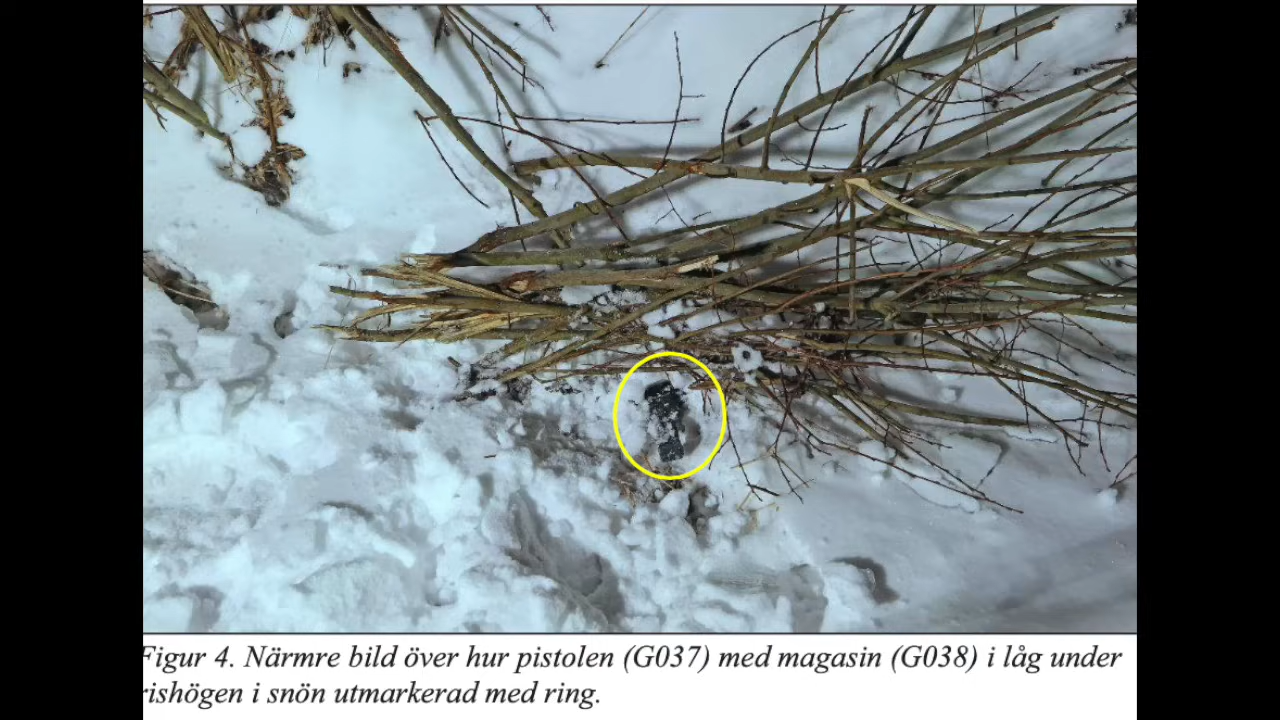 Figur 4. Närmre bild över hur pistolen (G037) med magasin (G038) i låg under
rishögen i snön utmarkerad med ring.